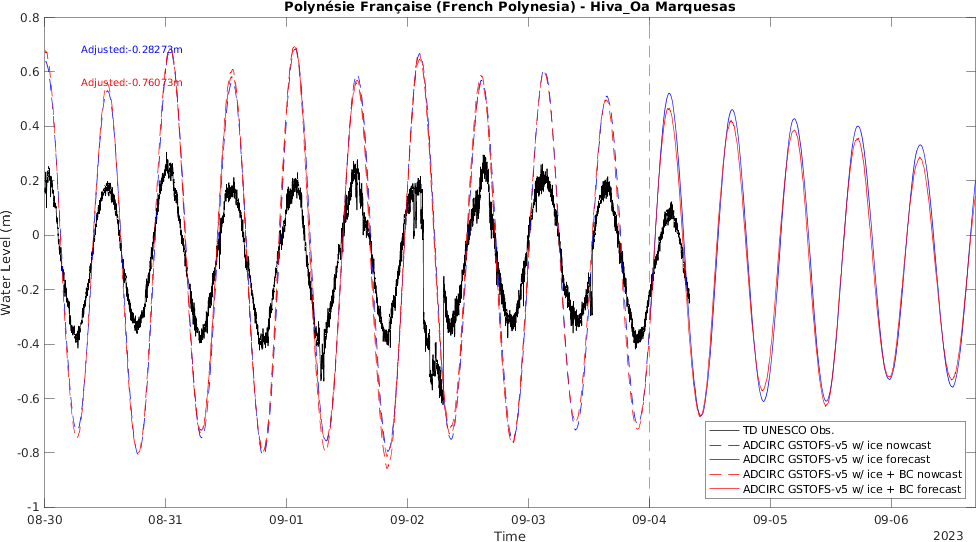 Polynésie Française (French Polynesia) - Hiva_Oa Marquesas
0.8
Adjusted:-0.28273m
0.6
Adjusted:-0.76073m
0.4
0.2
0
Water Level (m)
-0.2
-0.4
-0.6
-0.8
-1
TD UNESCO Obs.
ADCIRC GSTOFS-v5 w/ ice nowcast
ADCIRC GSTOFS-v5 w/ ice forecast
ADCIRC GSTOFS-v5 w/ ice + BC nowcast
ADCIRC GSTOFS-v5 w/ ice + BC forecast
08-30 08-31 09-01 09-02 09-03 09-04 09-05 09-06
Time
2023